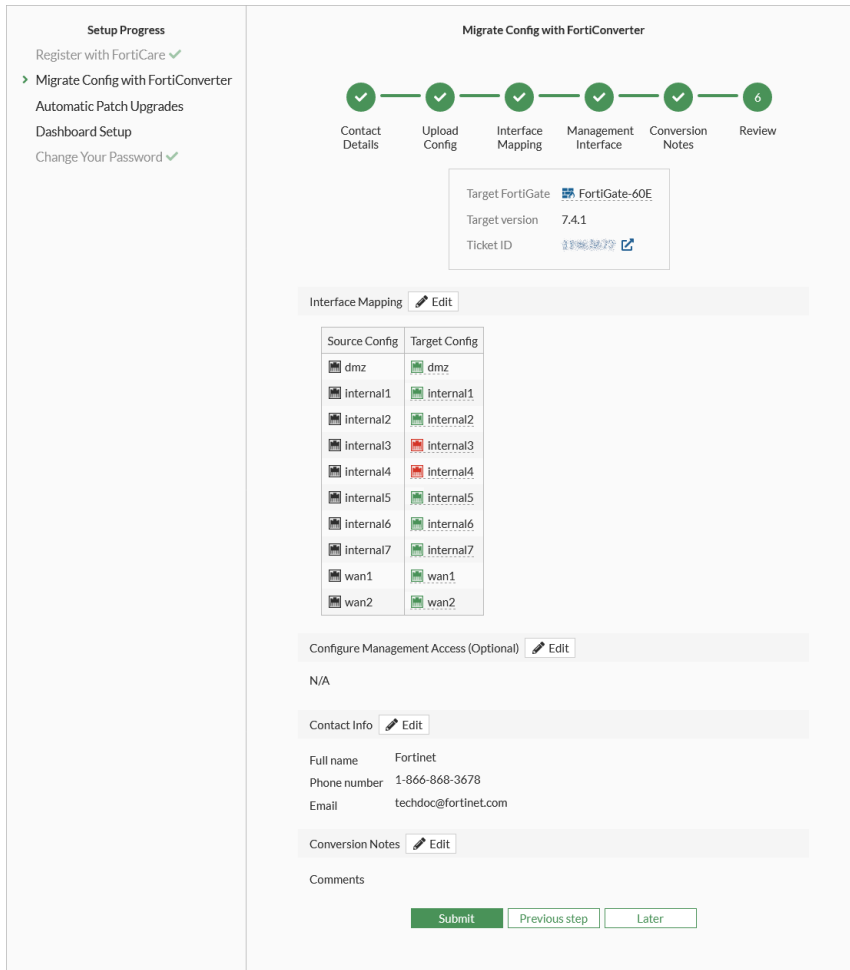 Setup Progress
Register with FortiCare
Migrate Config with FortiConverter
Automatic Patch Upgrades
Dashboard Setup
Change Your Password
Migrate Config with FortiConverter
6
Contact Details
Upload Config
Interface Mapping
Management Interface
Conversion Notes
Review
Target FortiGate FortiGate-60E
Target version 7.4.1
Ticket ID
Interface Mapping Edit
Source Config Target Config
dmz dmz
internal1 internal1
internal2 internal2
internal3 internal3
internal4 internal4
internal5 internal5
internal6 internal6
internal7 internal7
wan1 wan1
wan2 wan2
Configure Management Access (Optional) Edit
N/A
Contact Info Edit
Full name Fortinet
Phone number 1-866-868-3678
Email techdoc@fortinet.com
Conversion Notes Edit
Comments
Submit Previous step Later